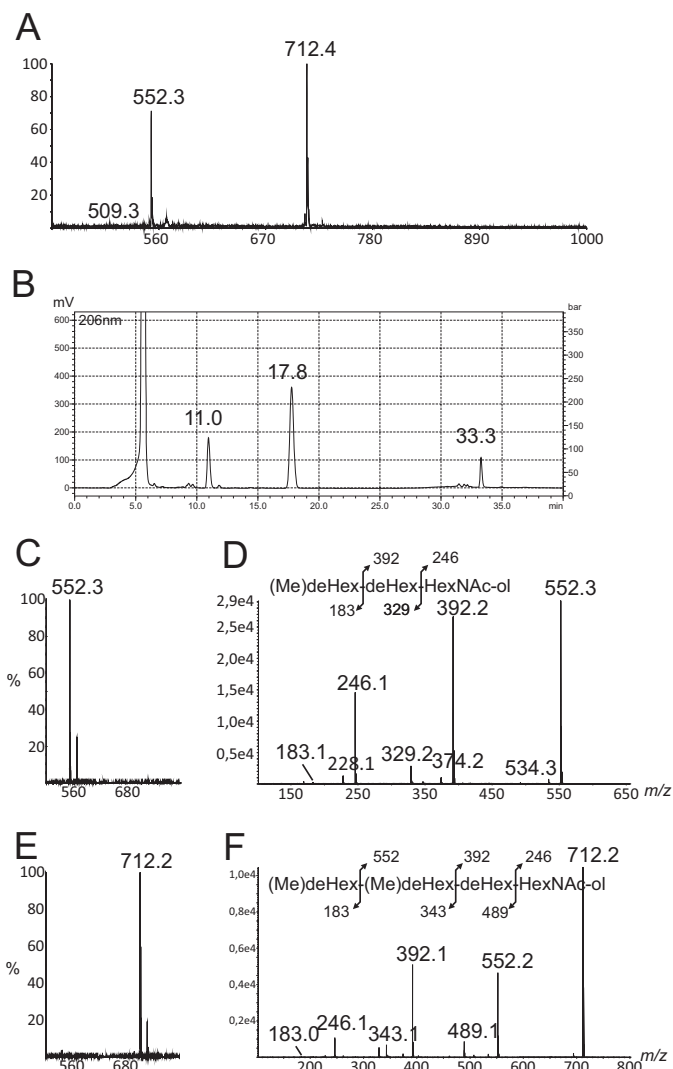 A
712.4
100
552.3
80
60
40
509.3
20
560 670 780 890 1000
B
mV bar
206nm
600
500
400
300
200
100
0
350
300
250
200
150
100
50
0
17.8
11.0
33.3
0.0 5.0 10.0 15.0 20.0 25.0 30.0 35.0 min
C
552.3
100
80
60
%
40
20
560 680
D
392 246
(Me)deHex-deHex-HexNAc-ol
183 329
2,9e4
2,5e4
2,0e4
1,5e4
1,0e4
0,5e4
552.3
392.2
246.1
183.1
228.1
329.2
374.2
534.3
150 250 350 450 550 650 m/z
E
712.2
100
80
60
%
40
20
560 680
F
552 392 246
712.2
(Me)deHex-(Me)deHex-deHex-HexNAc-ol
183 343 489
1,0e4
0,8e4
0,6e4
0,4e4
0,2e4
392.1
552.2
183.0
246.1
343.1
489.1
200 300 400 500 600 700 800 m/z